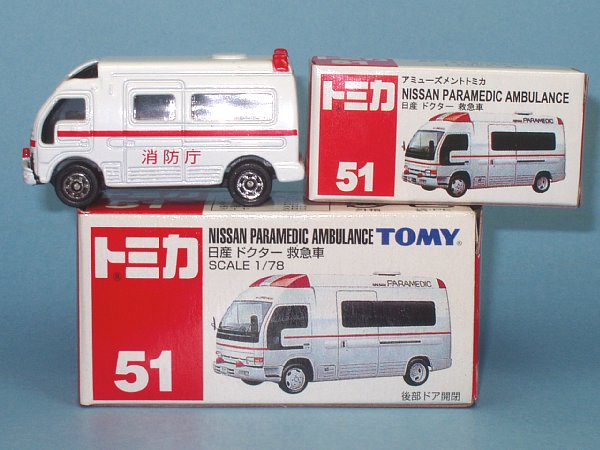 消防庁
トミカ
アミューズメントトミカ
NISSAN PARAMEDIC AMBULANCE
日産 ドクター 救急車
PARAMEDIC
51
トミカ®
NISSAN PARAMEDIC AMBULANCE TOMY®
日産 ドクター 救急車
SCALE 1/78
PARAMEDIC
51
後部ドア開閉